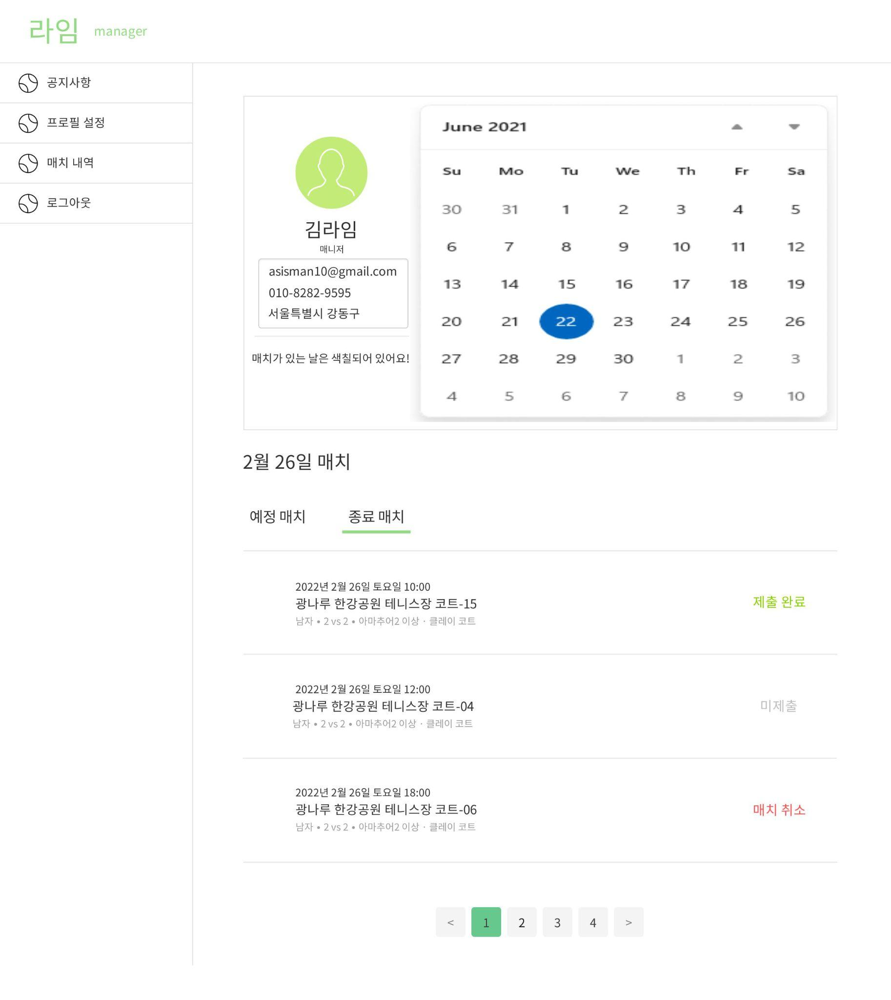 라임 manager
공지사항
프로필 설정
매치 내역
로그아웃
김라임
매니저
asisman10@gmail.com
010-8282-9595
서울특별시 강동구
매치가 있는 날은 색칠되어 있어요!
June 2021
Su Mo Tu We Th Fr Sa
30 31 1 2 3 4 5
6 7 8 9 10 11 12
13 14 15 16 17 18 19
20 21 22 23 24 25 26
27 28 29 30 1 2 3
4 5 6 7 8 9 10
2월 26일 매치
예정 매치 종료 매치
2022년 2월 26일 토요일 10:00
광나루 한강공원 테니스장 코트-15
남자 • 2 vs 2 • 아마추어2 이상 · 클레이 코트
제출 완료
2022년 2월 26일 토요일 12:00
광나루 한강공원 테니스장 코트-04
남자 • 2 vs 2 • 아마추어2 이상 · 클레이 코트
미제출
2022년 2월 26일 토요일 18:00
광나루 한강공원 테니스장 코트-06
남자 • 2 vs 2 • 아마추어2 이상 · 클레이 코트
매치 취소
< 1 2 3 4 >